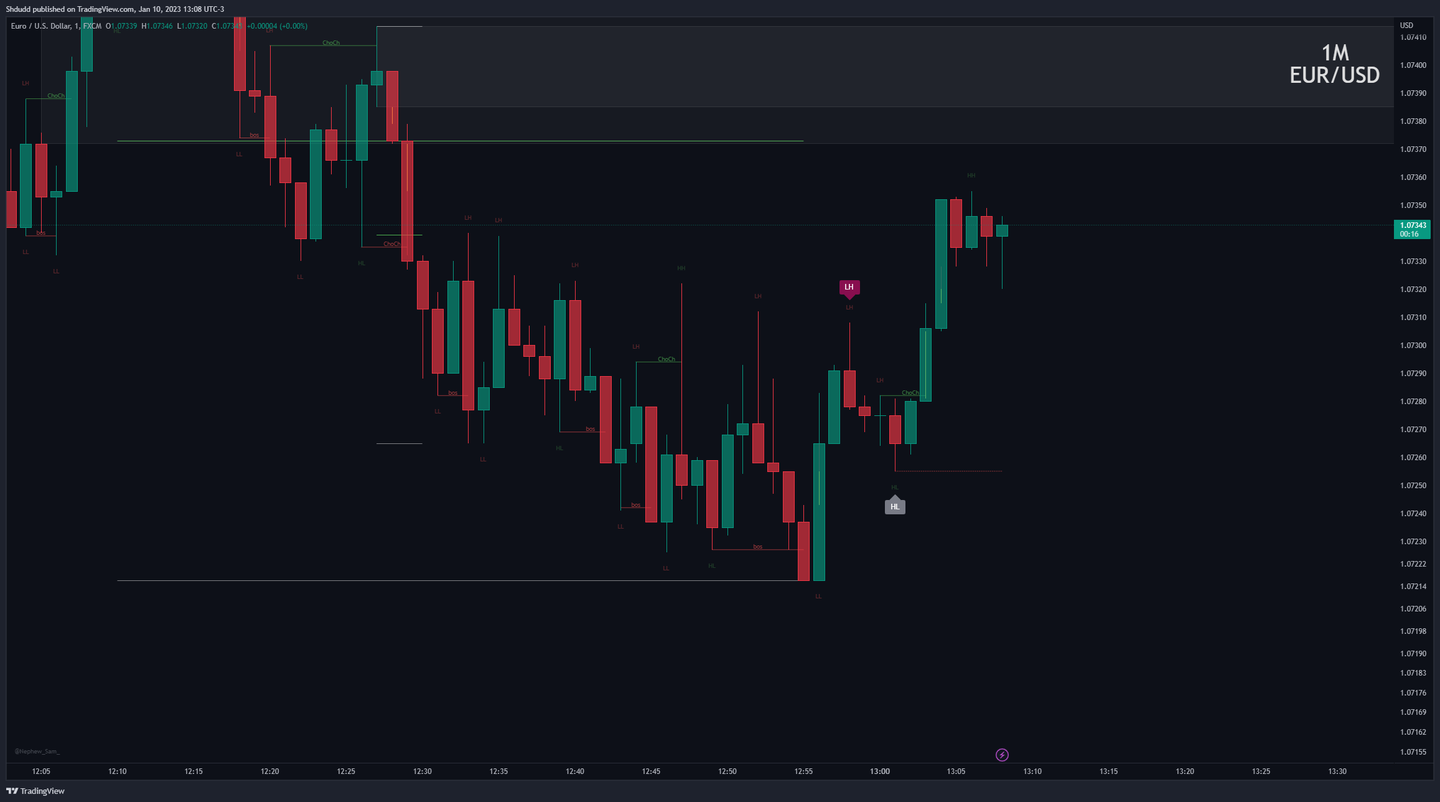 Shdudd published on TradingView.com, Jan 10, 2023 13:08 UTC-3
Euro / U.S. Dollar, 1, FXCM O1.07339 H1.07346 L1.07320 C1.07343 +0.00004 (+0.00%)
USD
1M
EUR/USD
1.07410
1.07400
1.07390
1.07380
1.07370
1.07360
1.07350
1.07343
00:16
1.07330
1.07320
1.07310
1.07300
1.07290
1.07280
1.07270
1.07260
1.07250
1.07240
1.07230
1.07222
1.07214
1.07206
1.07198
1.07190
1.07183
1.07176
1.07169
1.07162
1.07155
HL
LH
ChoCh
LH
ChoCh
bos
LL
HH
LH
LH
bos
LL
LL
ChoCh
HL
LL
LH
HH
LH
LH
LH
LH
ChoCh
LH
ChoCh
bos
LL
bos
HL
LL
HL
HL
bos
LL
bos
LL
HL
LL
LL
@Nephew_Sam_
12:05 12:10 12:15 12:20 12:25 12:30 12:35 12:40 12:45 12:50 12:55 13:00 13:05 13:10 13:15 13:20 13:25 13:30
TradingView